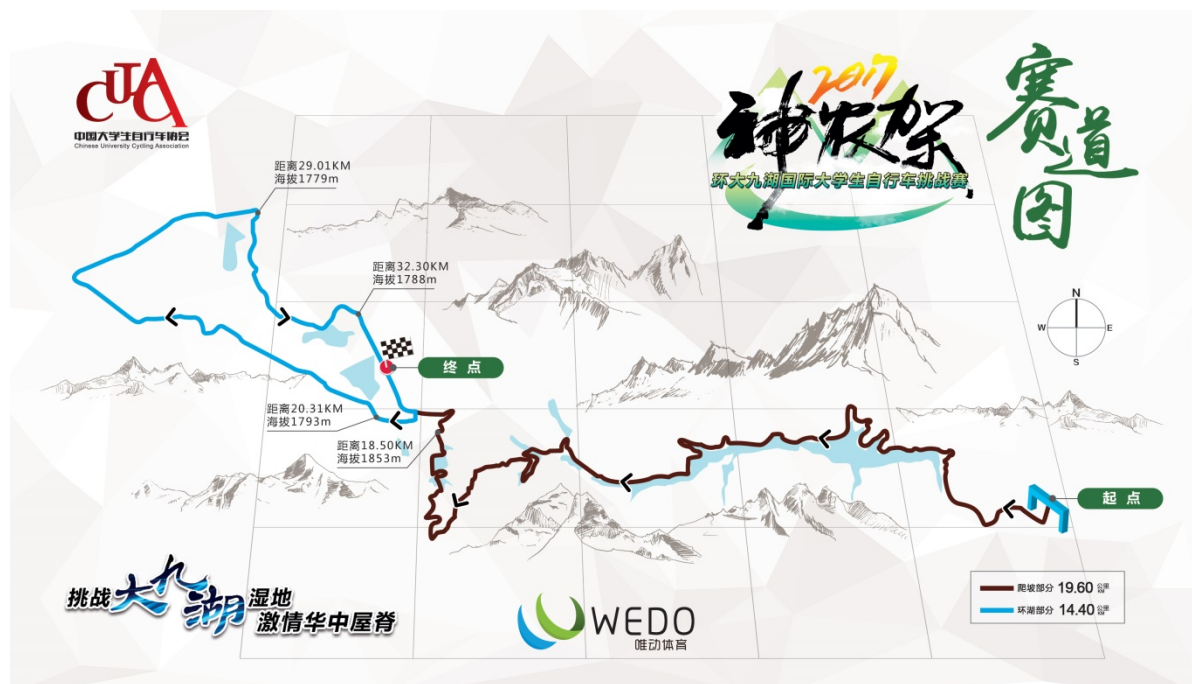 CUCA
中国大学生自行车协会
Chinese University Cycling Association
2017
神农架
环大九湖国际大学生自行车挑战赛
赛道图
距离29.01KM
海拔1779m
距离32.30KM
海拔1788m
N
W
E
S
终 点
距离20.31KM
海拔1793m
距离18.50KM
海拔1853m
起 点
挑战大九湖湿地
激情华中屋脊
WEDO
唯动体育
爬坡部分 19.60 公里 KM
环湖部分 14.40 公里 KM